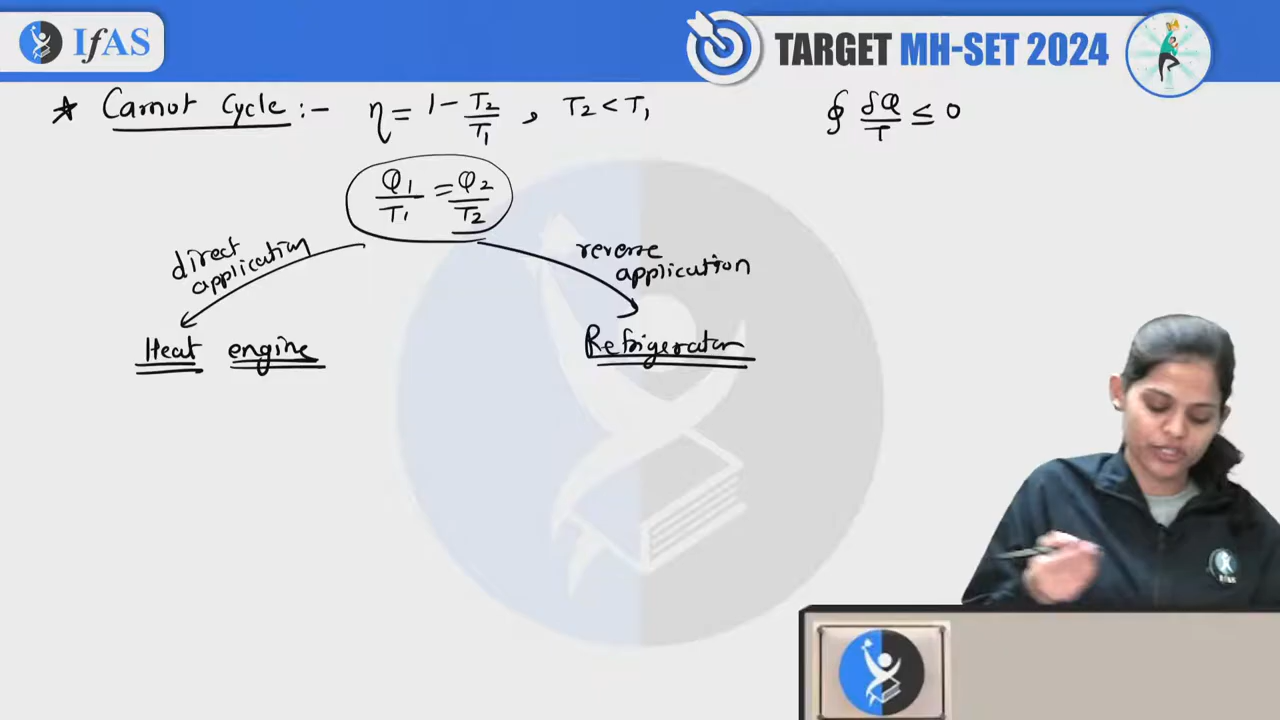 IfAS
TARGET MH-SET 2024
* Carnot Cycle :- η = 1 - T₂/T₁ , T₂ < T₁
∮ δQ/T ≤ 0
Q₁/T₁ = Q₂/T₂
direct
application
reverse
application
Heat engine
Refrigerator
IFAS